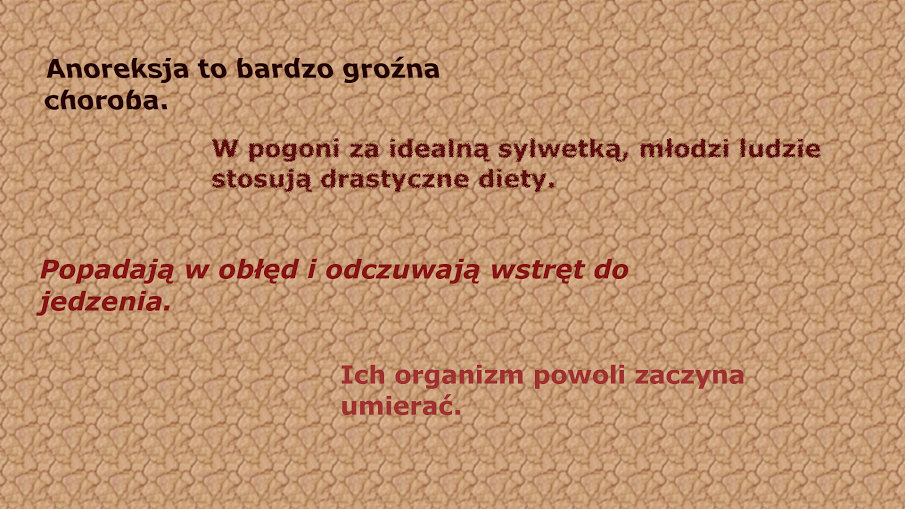 Anoreksja to bardzo groźna
choroba.
W pogoni za idealną sylwetką, młodzi ludzie
stosują drastyczne diety.
Popadają w obłęd i odczuwają wstręt do
jedzenia.
Ich organizm powoli zaczyna
umierać.